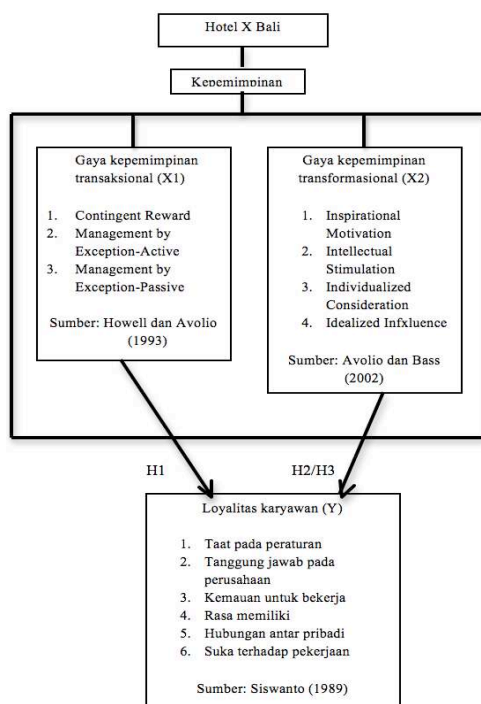 Hotel X Bali
Kepemimpinan
Gaya kepemimpinan
transaksional (X1)
1. Contingent Reward
2. Management by
Exception-Active
3. Management by
Exception-Passive
Sumber: Howell dan Avolio
(1993)
Gaya kepemimpinan
transformasional (X2)
1. Inspirational
Motivation
2. Intellectual
Stimulation
3. Individualized
Consideration
4. Idealized Infxluence
Sumber: Avolio dan Bass
(2002)
H1
H2/H3
Loyalitas karyawan (Y)
1. Taat pada peraturan
2. Tanggung jawab pada
perusahaan
3. Kemauan untuk bekerja
4. Rasa memiliki
5. Hubungan antar pribadi
6. Suka terhadap pekerjaan
Sumber: Siswanto (1989)